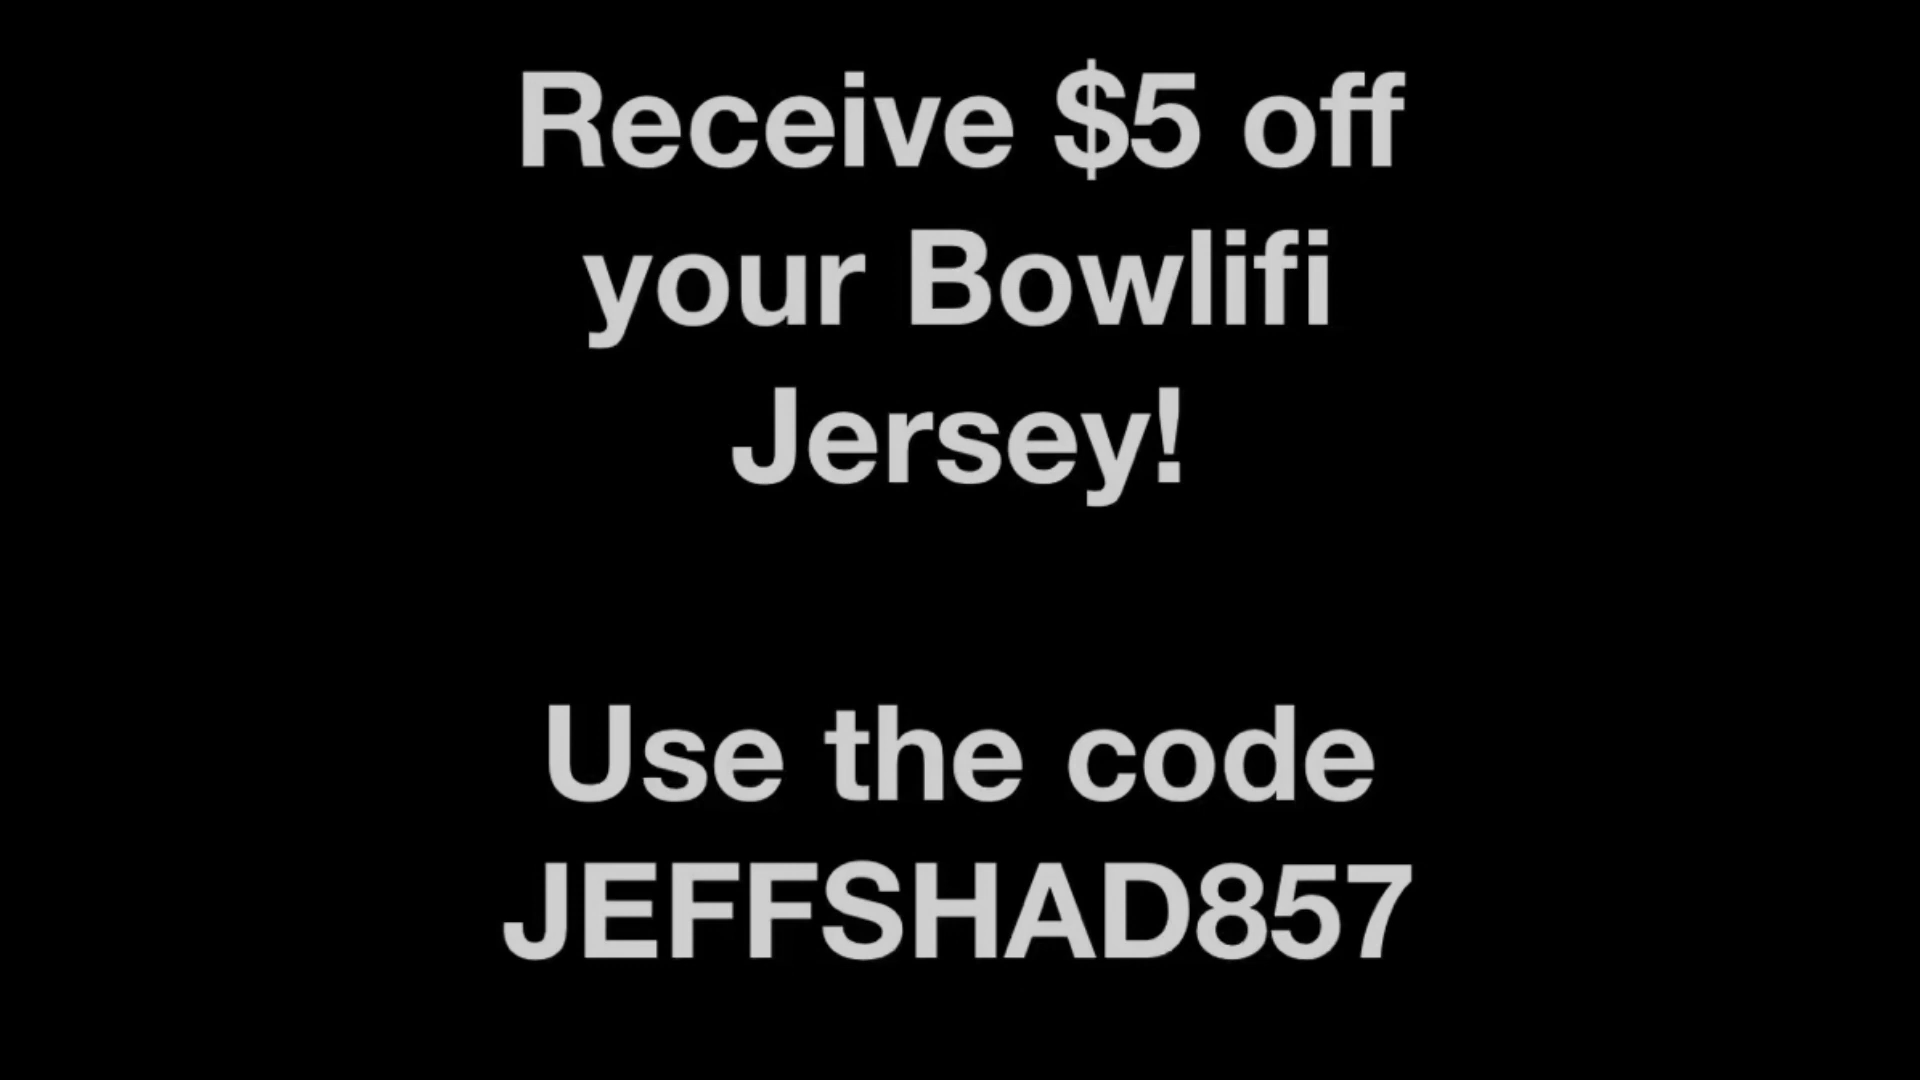 Receive $5 off
your Bowlifi
Jersey!
Use the code
JEFFSHAD857